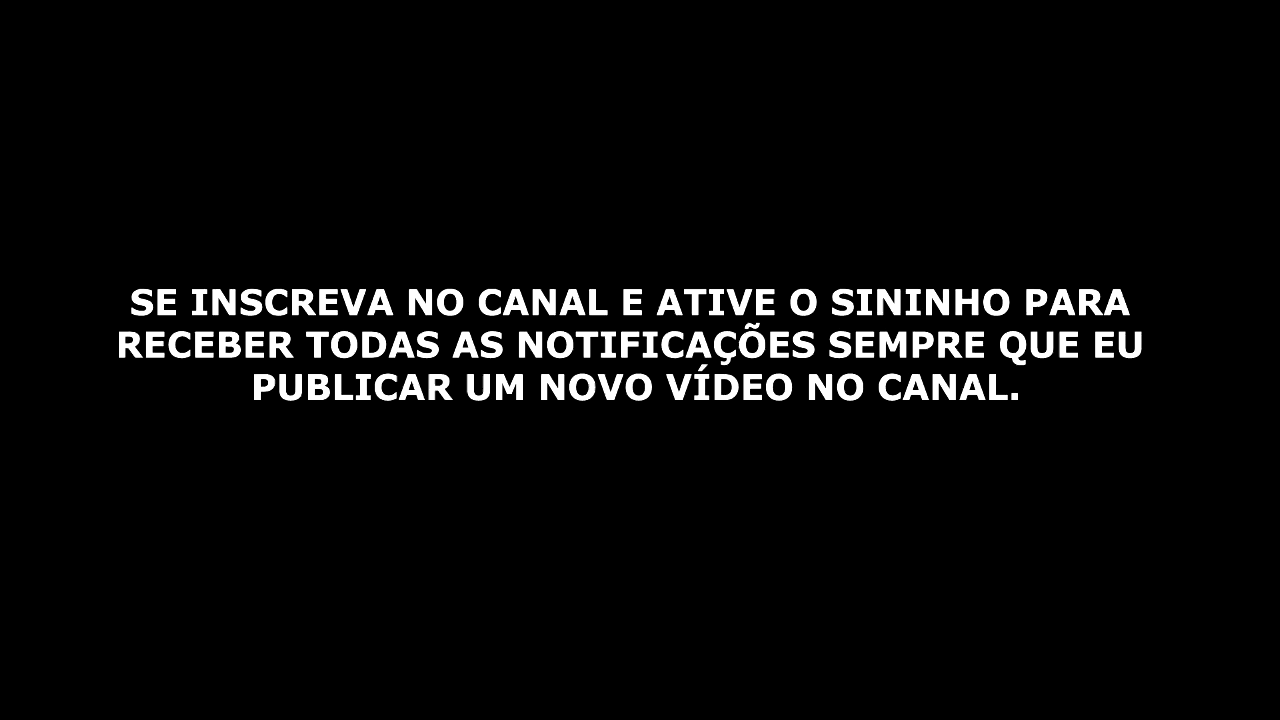 SE INSCREVA NO CANAL E ATIVE O SININHO PARA
RECEBER TODAS AS NOTIFICAÇÕES SEMPRE QUE EU
PUBLICAR UM NOVO VÍDEO NO CANAL.